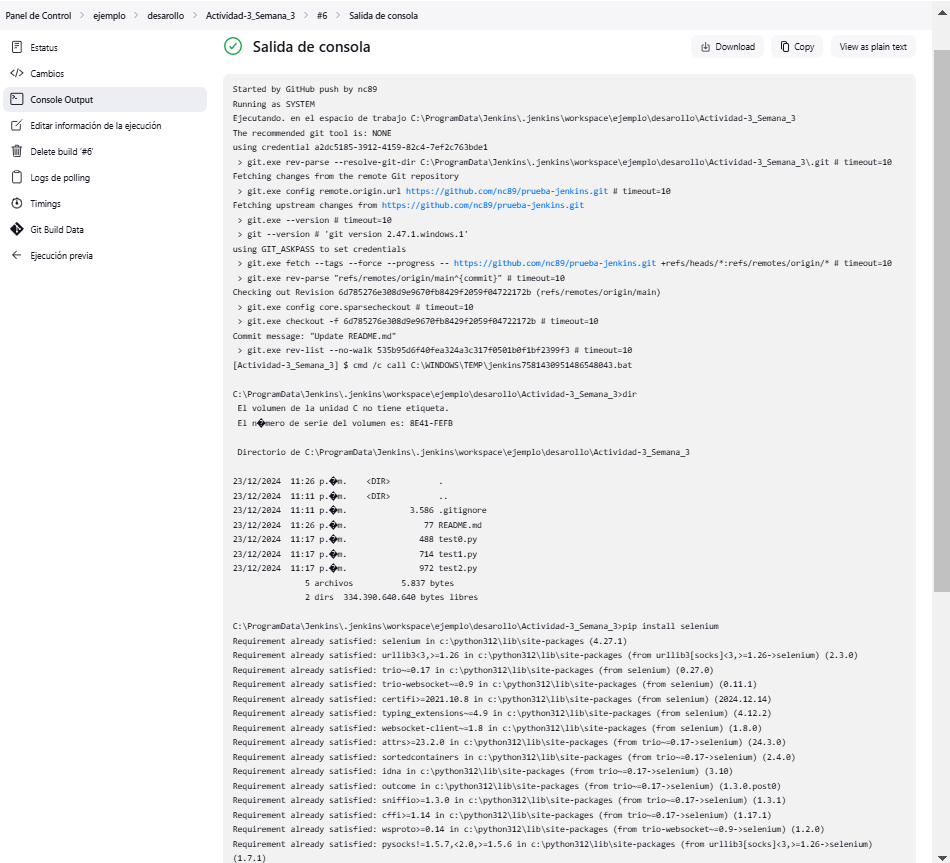 Panel de Control > ejemplo > desarollo > Actividad-3_Semana_3 > #6 > Salida de consola
Estatus
Cambios
Console Output
Editar información de la ejecución
Delete build '#6'
Logs de polling
Timings
Git Build Data
Ejecución previa
Salida de consola
Download
Copy
View as plain text
Started by GitHub push by nc89
Running as SYSTEM
Ejecutando. en el espacio de trabajo C:\ProgramData\Jenkins\.jenkins\workspace\ejemplo\desarollo\Actividad-3_Semana_3
The recommended git tool is: NONE
using credential a2dc5185-3912-4159-82c4-7ef2c763bde1
> git.exe rev-parse --resolve-git-dir C:\ProgramData\Jenkins\.jenkins\workspace\ejemplo\desarollo\Actividad-3_Semana_3\.git # timeout=10
Fetching changes from the remote Git repository
> git.exe config remote.origin.url https://github.com/nc89/prueba-jenkins.git # timeout=10
Fetching upstream changes from https://github.com/nc89/prueba-jenkins.git
> git.exe --version # timeout=10
> git --version # 'git version 2.47.1.windows.1'
using GIT_ASKPASS to set credentials
> git.exe fetch --tags --force --progress -- https://github.com/nc89/prueba-jenkins.git +refs/heads/*:refs/remotes/origin/* # timeout=10
> git.exe rev-parse "refs/remotes/origin/main^{commit}" # timeout=10
Checking out Revision 6d785276e308d9e9670fb8429f2059f04722172b (refs/remotes/origin/main)
> git.exe config core.sparsecheckout # timeout=10
> git.exe checkout -f 6d785276e308d9e9670fb8429f2059f04722172b # timeout=10
Commit message: "Update README.md"
> git.exe rev-list --no-walk 535b95d6f40fea324a3c317f0501b0f1bf2399f3 # timeout=10
[Actividad-3_Semana_3] $ cmd /c call C:\WINDOWS\TEMP\jenkins7581430951486548043.bat
C:\ProgramData\Jenkins\.jenkins\workspace\ejemplo\desarollo\Actividad-3_Semana_3>dir
El volumen de la unidad C no tiene etiqueta.
El n�mero de serie del volumen es: 8E41-FEFB
Directorio de C:\ProgramData\Jenkins\.jenkins\workspace\ejemplo\desarollo\Actividad-3_Semana_3
23/12/2024 11:26 p.�m. <DIR> .
23/12/2024 11:11 p.�m. <DIR> ..
23/12/2024 11:11 p.�m. 3.586 .gitignore
23/12/2024 11:26 p.�m. 77 README.md
23/12/2024 11:17 p.�m. 488 test0.py
23/12/2024 11:17 p.�m. 714 test1.py
23/12/2024 11:17 p.�m. 972 test2.py
5 archivos 5.837 bytes
2 dirs 334.390.640.640 bytes libres
C:\ProgramData\Jenkins\.jenkins\workspace\ejemplo\desarollo\Actividad-3_Semana_3>pip install selenium
Requirement already satisfied: selenium in c:\python312\lib\site-packages (4.27.1)
Requirement already satisfied: urllib3<3,>=1.26 in c:\python312\lib\site-packages (from urllib3[socks]<3,>=1.26->selenium) (2.3.0)
Requirement already satisfied: trio~=0.17 in c:\python312\lib\site-packages (from selenium) (0.27.0)
Requirement already satisfied: trio-websocket~=0.9 in c:\python312\lib\site-packages (from selenium) (0.11.1)
Requirement already satisfied: certifi>=2021.10.8 in c:\python312\lib\site-packages (from selenium) (2024.12.14)
Requirement already satisfied: typing_extensions~=4.9 in c:\python312\lib\site-packages (from selenium) (4.12.2)
Requirement already satisfied: websocket-client~=1.8 in c:\python312\lib\site-packages (from selenium) (1.8.0)
Requirement already satisfied: attrs>=23.2.0 in c:\python312\lib\site-packages (from trio~=0.17->selenium) (24.3.0)
Requirement already satisfied: sortedcontainers in c:\python312\lib\site-packages (from trio~=0.17->selenium) (2.4.0)
Requirement already satisfied: idna in c:\python312\lib\site-packages (from trio~=0.17->selenium) (3.10)
Requirement already satisfied: outcome in c:\python312\lib\site-packages (from trio~=0.17->selenium) (1.3.0.post0)
Requirement already satisfied: sniffio>=1.3.0 in c:\python312\lib\site-packages (from trio~=0.17->selenium) (1.3.1)
Requirement already satisfied: cffi>=1.14 in c:\python312\lib\site-packages (from trio~=0.17->selenium) (1.17.1)
Requirement already satisfied: wsproto>=0.14 in c:\python312\lib\site-packages (from trio-websocket~=0.9->selenium) (1.2.0)
Requirement already satisfied: pysocks!=1.5.7,<2.0,>=1.5.6 in c:\python312\lib\site-packages (from urllib3[socks]<3,>=1.26->selenium)
(1.7.1)